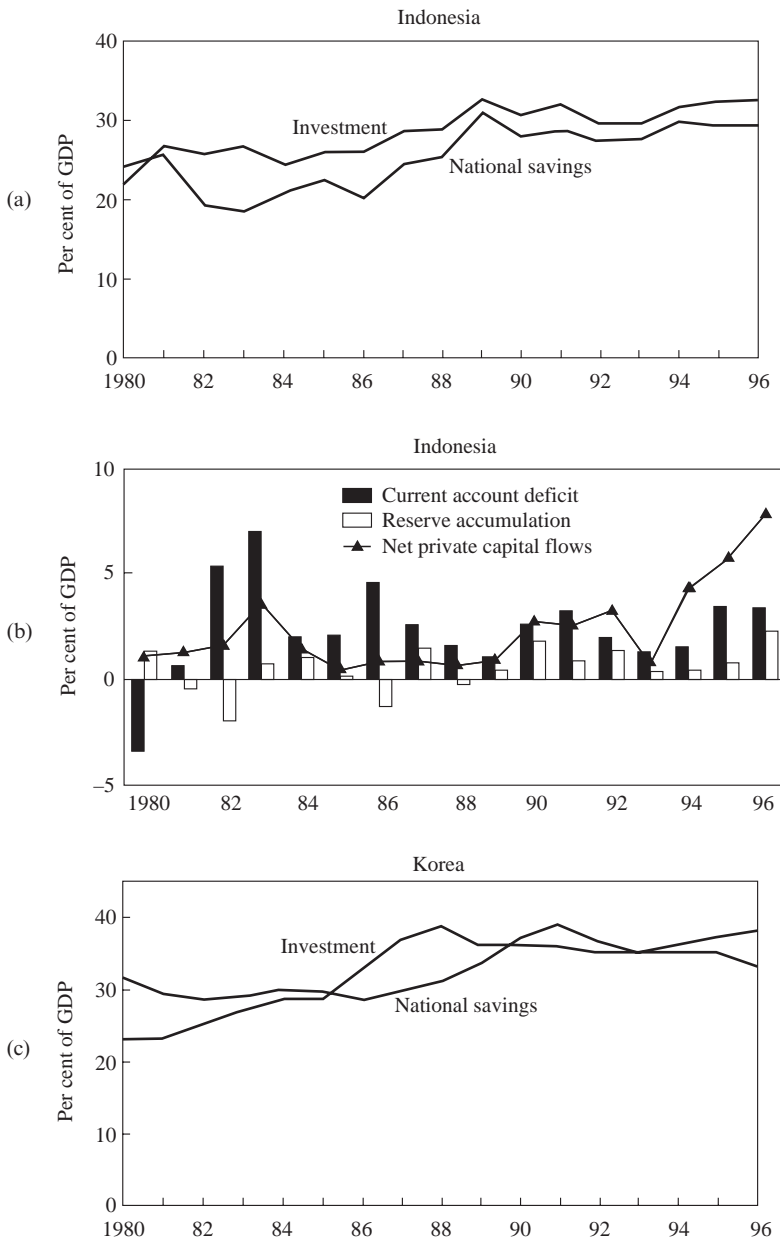 Indonesia
40
30
20
10
0
Per cent of GDP
Investment
National savings
(a)
1980 82 84 86 88 90 92 94 96
Indonesia
10
5
0
–5
Per cent of GDP
Current account deficit
Reserve accumulation
Net private capital flows
(b)
1980 82 84 86 88 90 92 94 96
Korea
40
30
20
10
0
Per cent of GDP
Investment
National savings
(c)
1980 82 84 86 88 90 92 94 96